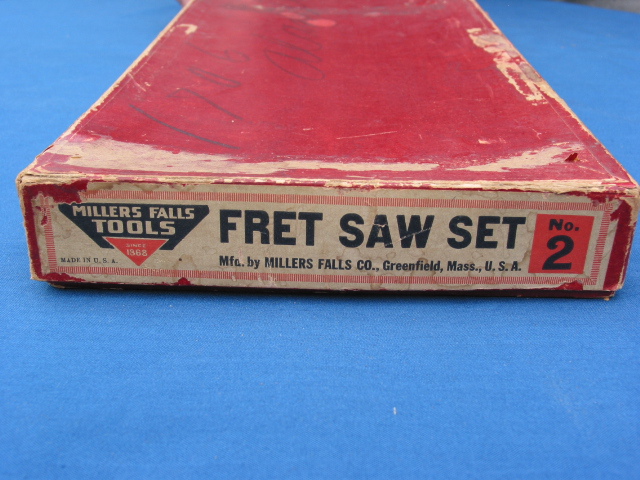 MILLERS FALLS
TOOLS
SINCE
1868
MADE IN U. S. A.
FRET SAW SET
Mfd. by MILLERS FALLS CO., Greenfield, Mass., U. S. A.
No.
2